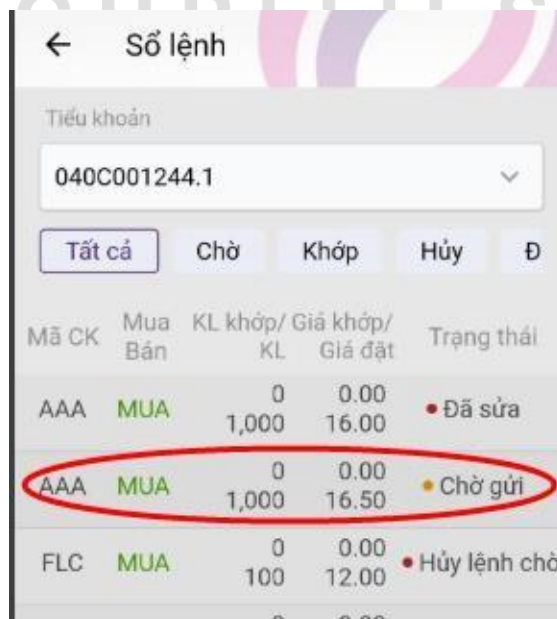 Sổ lệnh
Tiểu khoản
040C001244.1
Tất cả Chờ Khớp Hủy Đ
Mã CK Mua Bán KL khớp/ KL Giá khớp/ Giá đặt Trạng thái
AAA MUA 0 0.00 Đã sửa
1,000 16.00
AAA MUA 0 0.00 Chờ gửi
1,000 16.50
FLC MUA 0 0.00 Hủy lệnh chờ
100 12.00